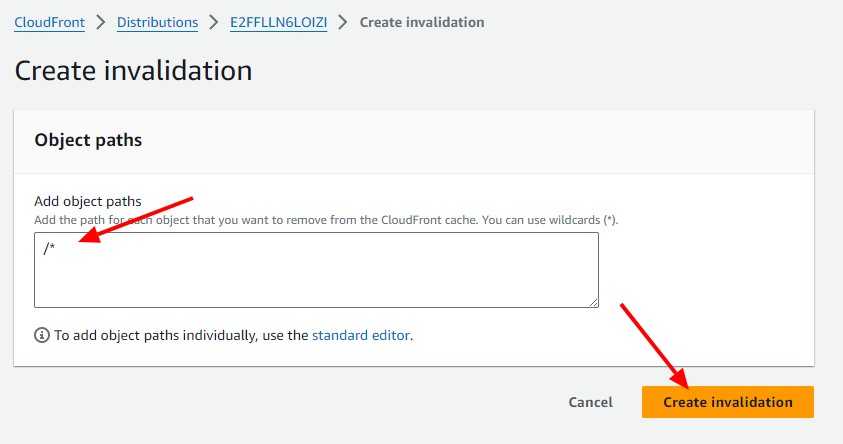 CloudFront > Distributions > E2FFLLN6LOIZI > Create invalidation
Create invalidation
Object paths
Add object paths
Add the path for each object that you want to remove from the CloudFront cache. You can use wildcards (*).
/*
To add object paths individually, use the standard editor.
Cancel Create invalidation